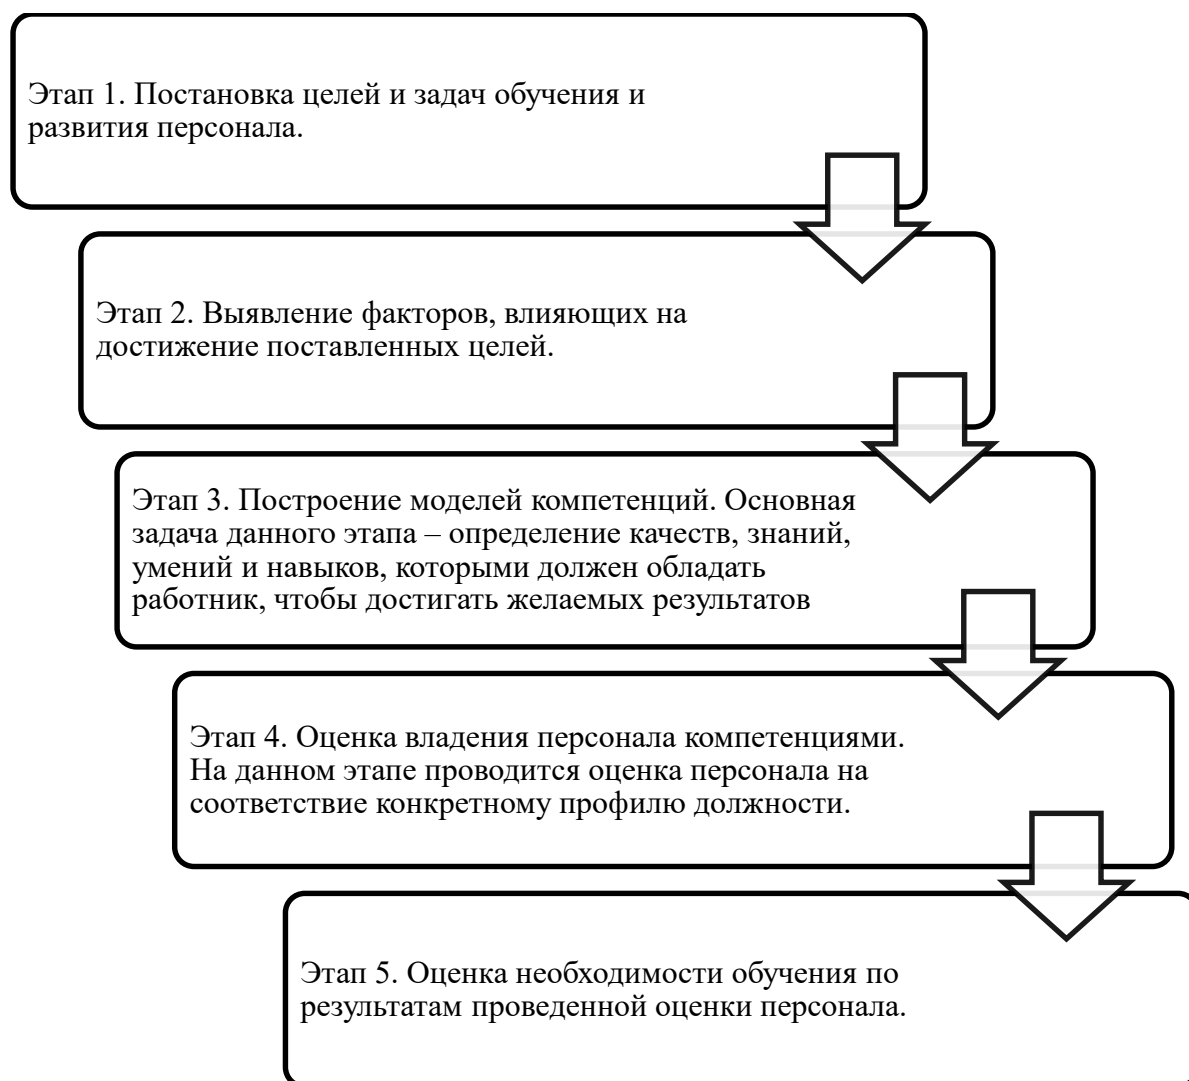 Этап 1. Постановка целей и задач обучения и
развития персонала.
Этап 2. Выявление факторов, влияющих на
достижение поставленных целей.
Этап 3. Построение моделей компетенций. Основная
задача данного этапа – определение качеств, знаний,
умений и навыков, которыми должен обладать
работник, чтобы достигать желаемых результатов
Этап 4. Оценка владения персонала компетенциями.
На данном этапе проводится оценка персонала на
соответствие конкретному профилю должности.
Этап 5. Оценка необходимости обучения по
результатам проведенной оценки персонала.